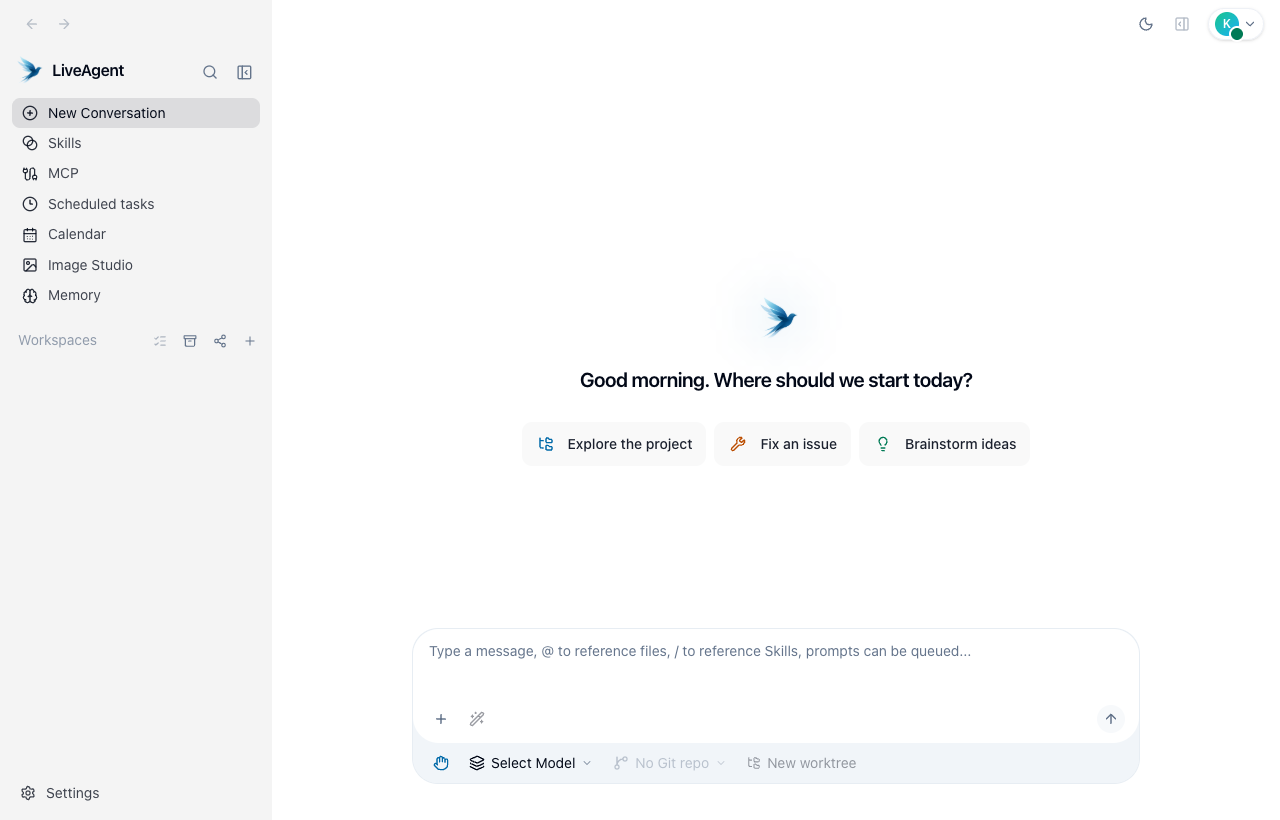 LiveAgent
New Conversation
Skills
MCP
Scheduled tasks
Calendar
Image Studio
Memory
Workspaces
Settings
K
Good morning. Where should we start today?
Explore the project
Fix an issue
Brainstorm ideas
Type a message, @ to reference files, / to reference Skills, prompts can be queued...
Select Model
No Git repo
New worktree